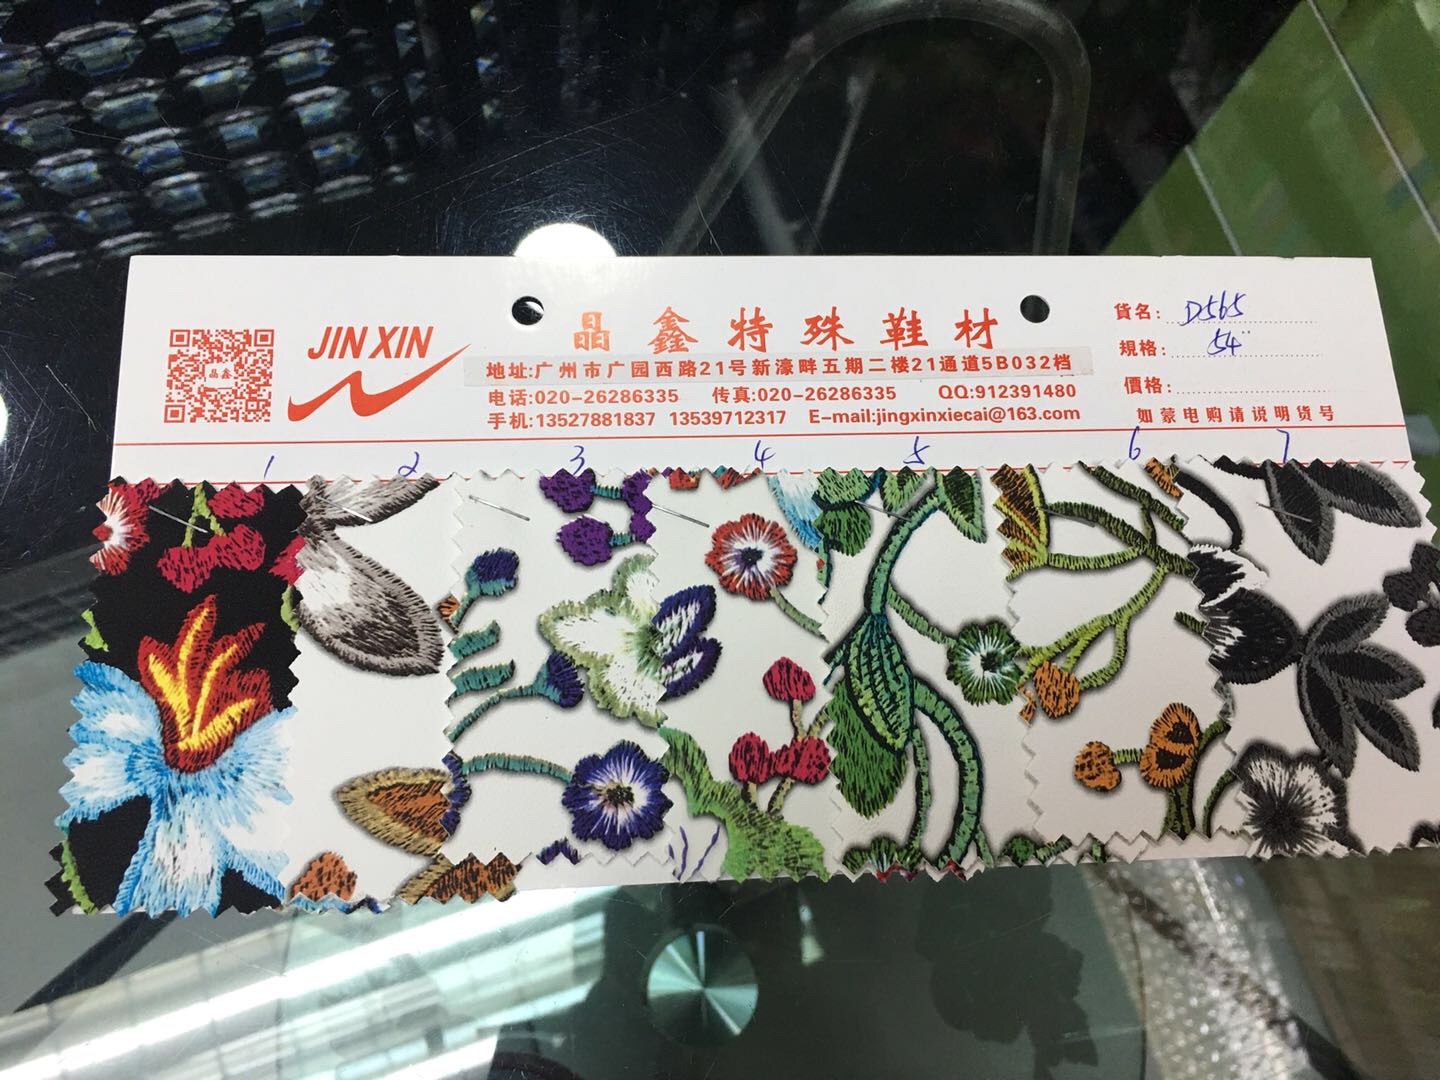 JIN XIN
晶鑫
晶鑫特殊鞋材
地址:广州市广园西路21号新濠畔五期二楼21通道5B032档
电话:020-26286335 传真:020-26286335 QQ:912391480
手机:13527881837 13539712317 E-mail:jingxinxiecai@163.com
貨名: D565
規格: 54"
價格:
如蒙电购请说明货号
1 2 3 4 5 6 7